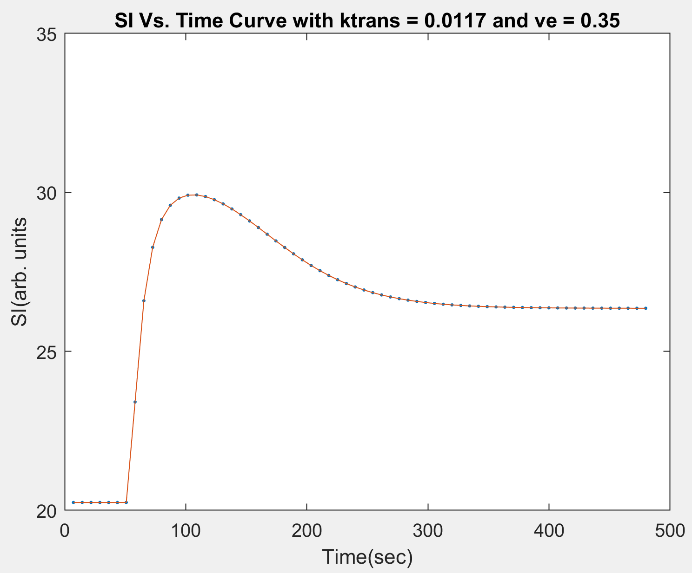 SI Vs. Time Curve with ktrans = 0.0117 and ve = 0.35
35
30
25
20
SI(arb. units
0 100 200 300 400 500
Time(sec)